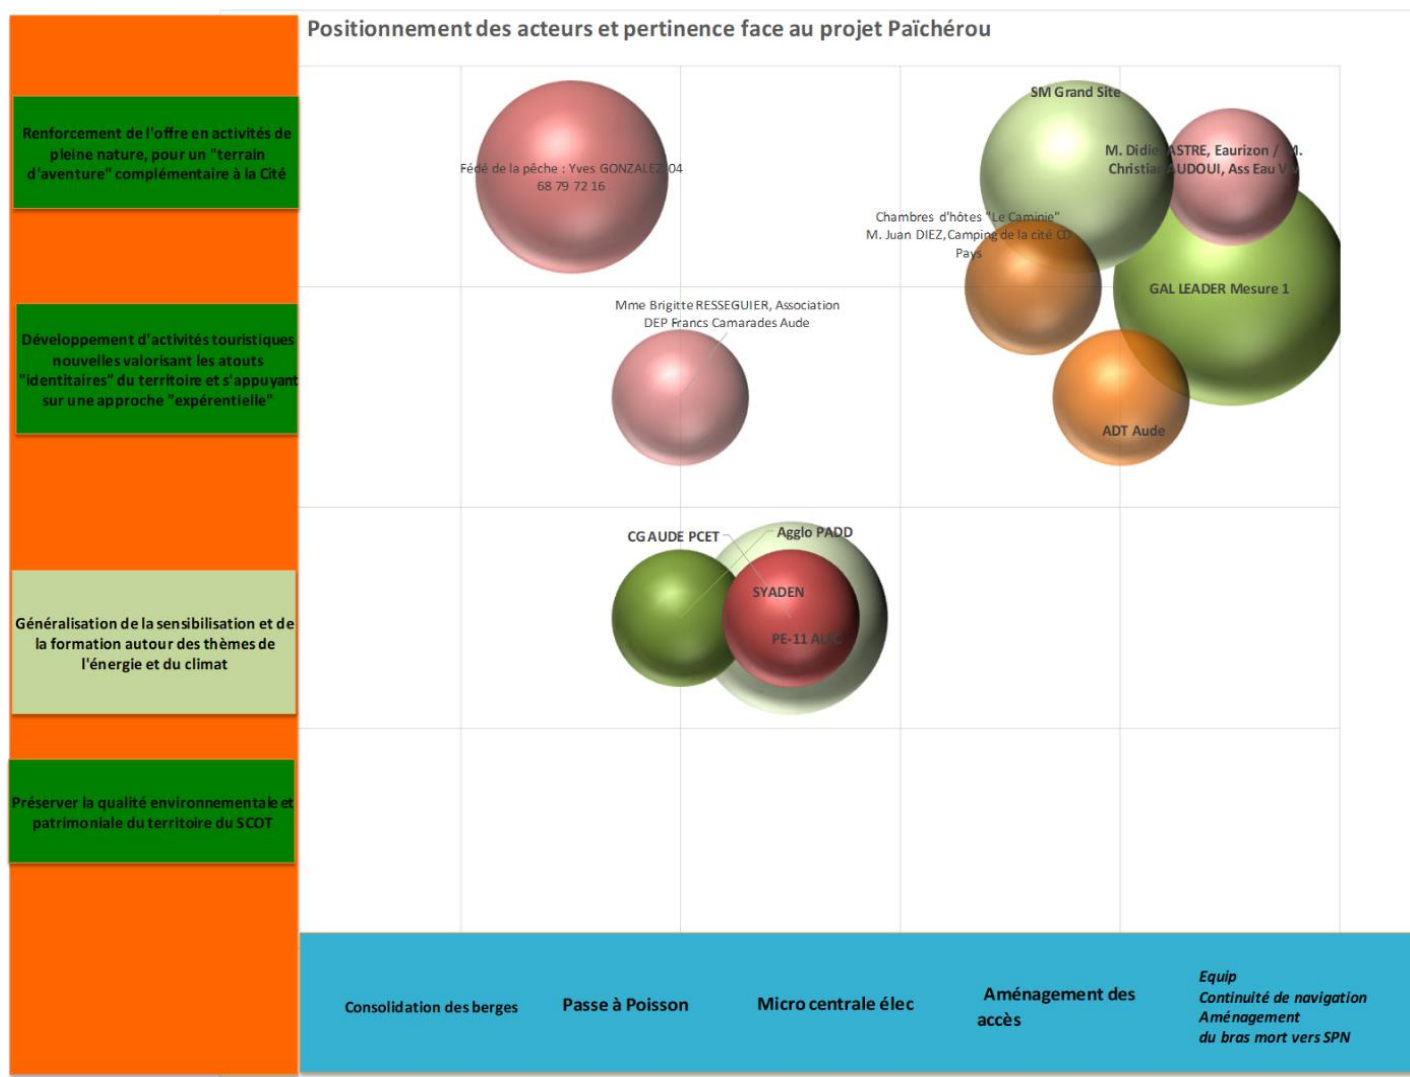 Positionnement des acteurs et pertinence face au projet Païchérou
Renforcement de l'offre en activités de
pleine nature, pour un "terrain
d'aventure" complémentaire à la Cité
Développement d'activités touristiques
nouvelles valorisant les atouts
"identitaires" du territoire et s'appuyant
sur une approche "expérentielle"
Généralisation de la sensibilisation et de
la formation autour des thèmes de
l'énergie et du climat
Préserver la qualité environnementale et
patrimoniale du territoire du SCOT
Fédé de la pêche : Yves GONZALEZ 04
68 79 72 16
SM Grand Site
M. Didier ASTRE, Eaurizon / M.
Christian AUDOUI, Ass Eau
Chambres d'hôtes "Le Caminie"
M. Juan DIEZ, Camping de la cité
Pays
GAL LEADER Mesure 1
Mme Brigitte RESSEGUIER, Association
DEP Francs Camarades Aude
ADT Aude
CG AUDE PCET
Agglo PADD
SYADEN
PE-11
Consolidation des berges
Passe à Poisson
Micro centrale élec
Aménagement des
accès
Equip
Continuité de navigation
Aménagement
du bras mort vers SPN